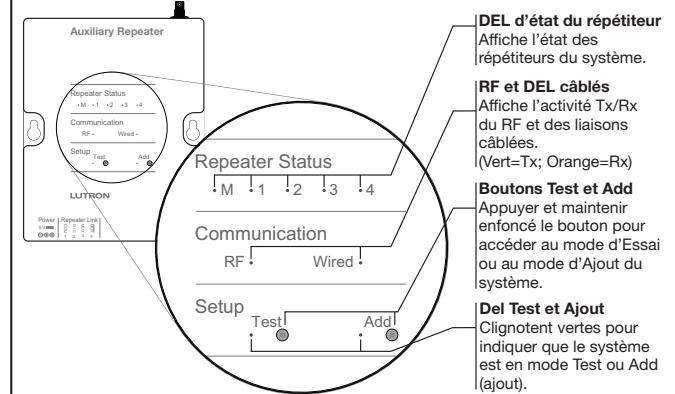 Auxiliary Repeater
Repeater Status
M 1 2 3 4
Communication
RF Wired
Setup
Test Add
LUTRON
Power Repeater Link
9 V
1 2 3 4
Repeater Status
M 1 2 3 4
Communication
RF Wired
Setup
Test Add
DEL d’état du répétiteur
Affiche l’état des
répétiteurs du système.
RF et DEL câblés
Affiche l’activité Tx/Rx
du RF et des liaisons
câblées.
(Vert=Tx; Orange=Rx)
Boutons Test et Add
Appuyer et maintenir
enfoncé le bouton pour
accéder au mode d’Essai
ou au mode d’Ajout du
système.
Del Test et Ajout
Clignotent vertes pour
indiquer que le système
est en mode Test ou Add
(ajout).